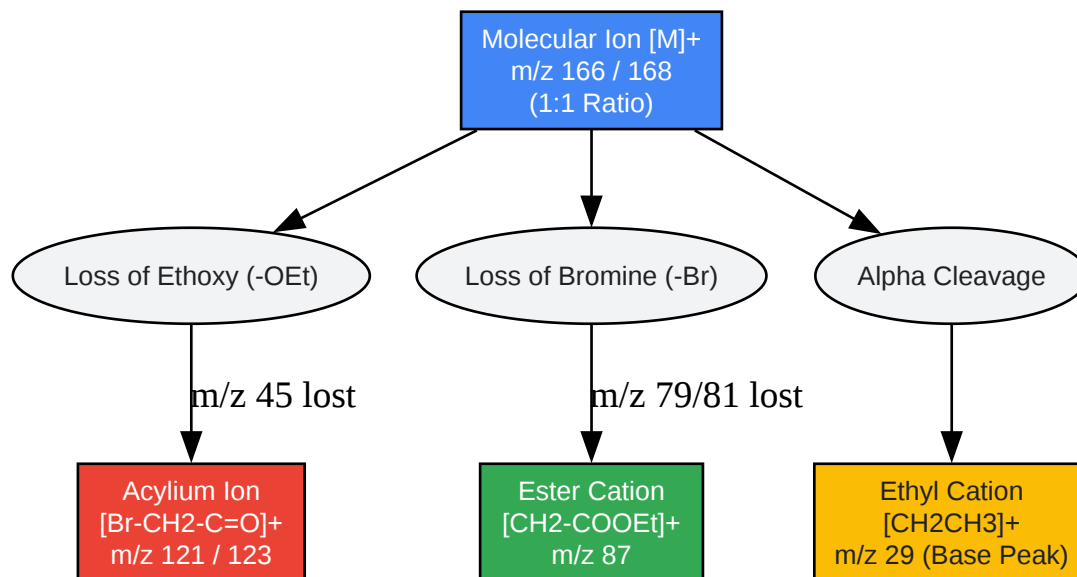 Molecular Ion [M]+
m/z 166 / 168
(1:1 Ratio)
Loss of Ethoxy (-OEt)
Loss of Bromine (-Br)
Alpha Cleavage
m/z 45 lost
m/z 79/81 lost
Acylium Ion
[Br-CH2-C=O]+
m/z 121 / 123
Ester Cation
[CH2-COOEt]+
m/z 87
Ethyl Cation
[CH2CH3]+
m/z 29 (Base Peak)